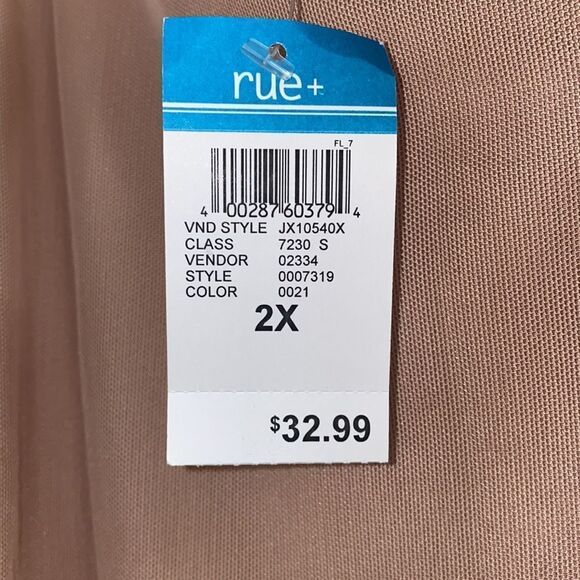 rue+
FL_7
4 00287 60379 4
VND STYLE JX10540X
CLASS 7230 S
VENDOR 02334
STYLE 0007319
COLOR 0021
2X
$32.99